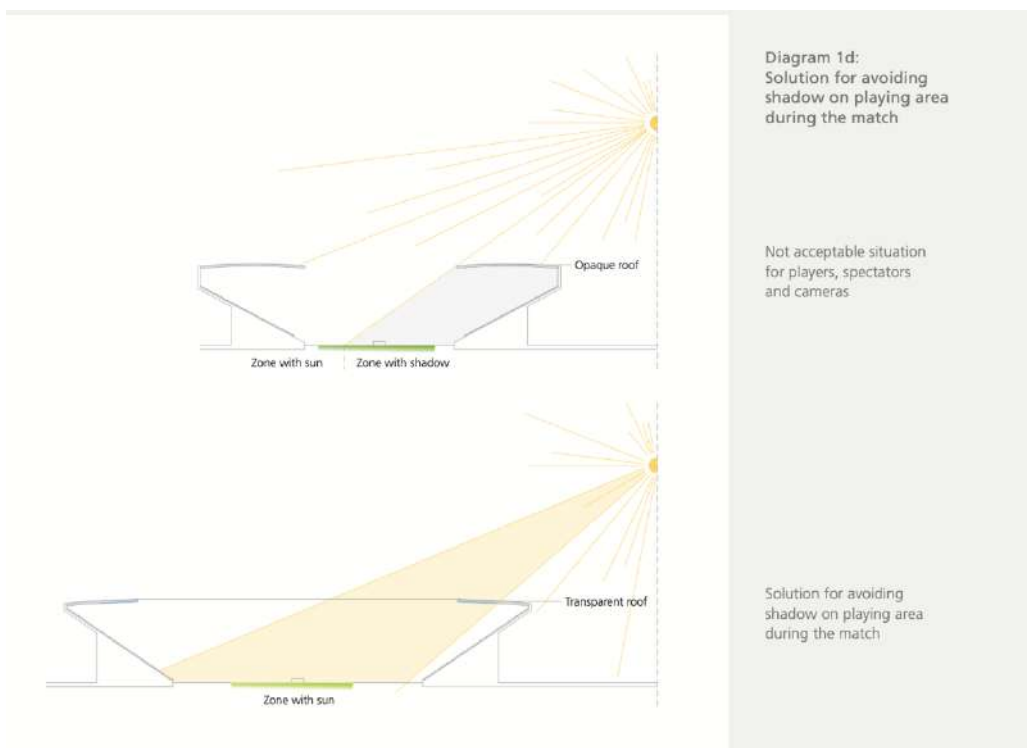 Diagram 1d:
Solution for avoiding
shadow on playing area
during the match
Not acceptable situation
for players, spectators
and cameras
Opaque roof
Zone with sun
Zone with shadow
Transparent roof
Solution for avoiding
shadow on playing area
during the match
Zone with sun